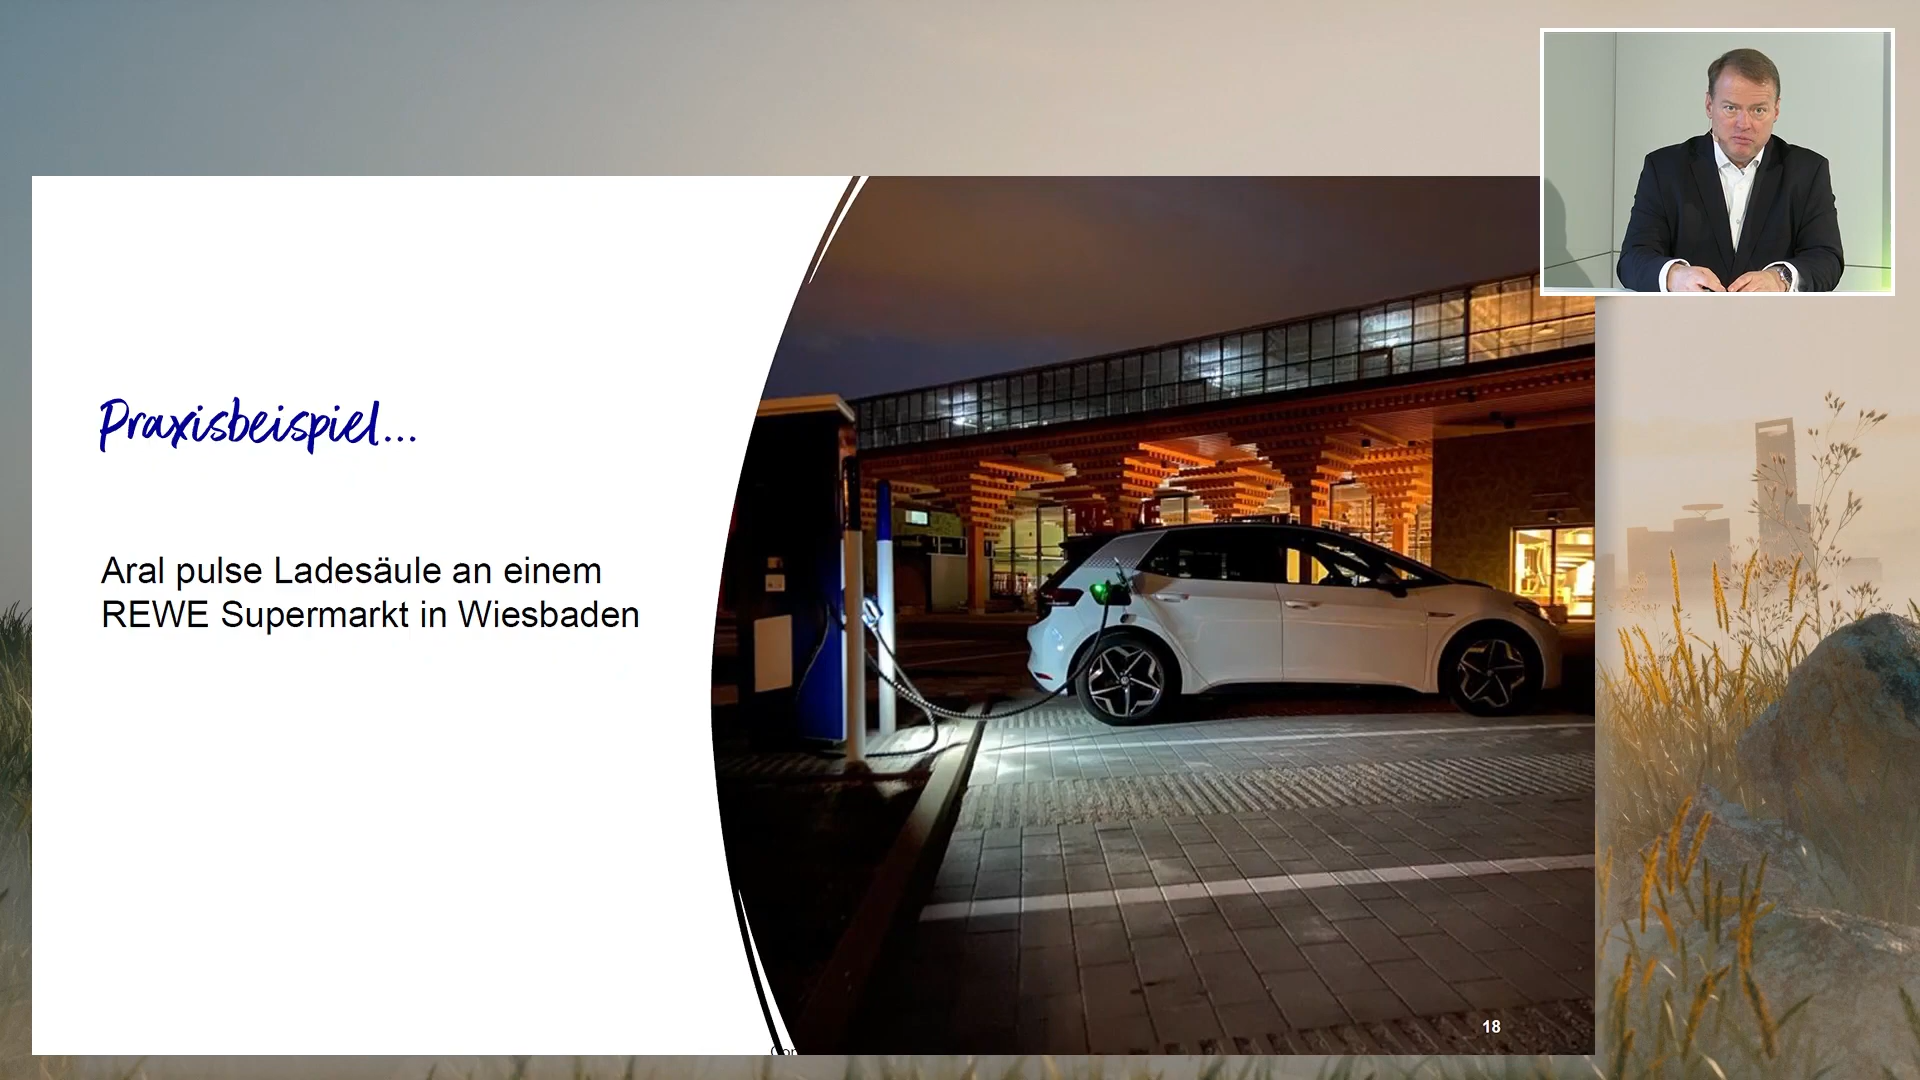 Praxisbeispiel...
Aral pulse Ladesäule an einem
REWE Supermarkt in Wiesbaden
18